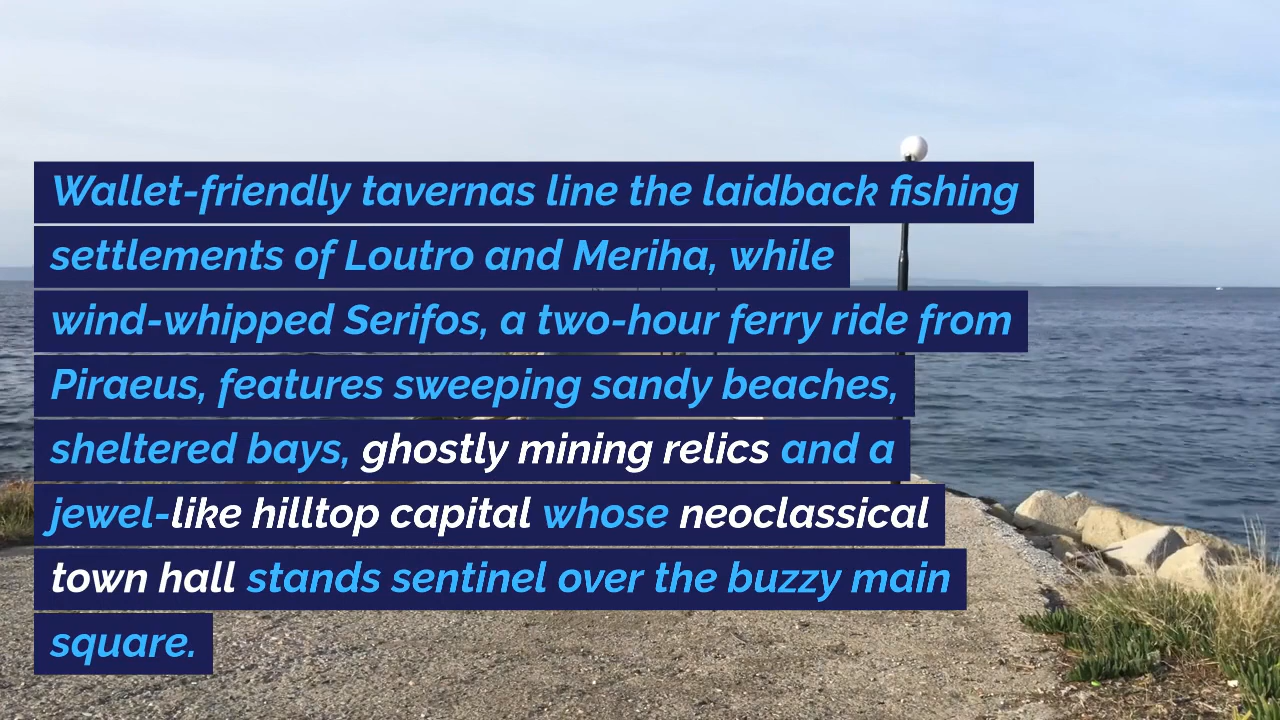 Wallet-friendly tavernas line the laidback fishing
settlements of Loutro and Meriha, while
wind-whipped Serifos, a two-hour ferry ride from
Piraeus, features sweeping sandy beaches,
sheltered bays, ghostly mining relics and a
jewel-like hilltop capital whose neoclassical
town hall stands sentinel over the buzzy main
square.